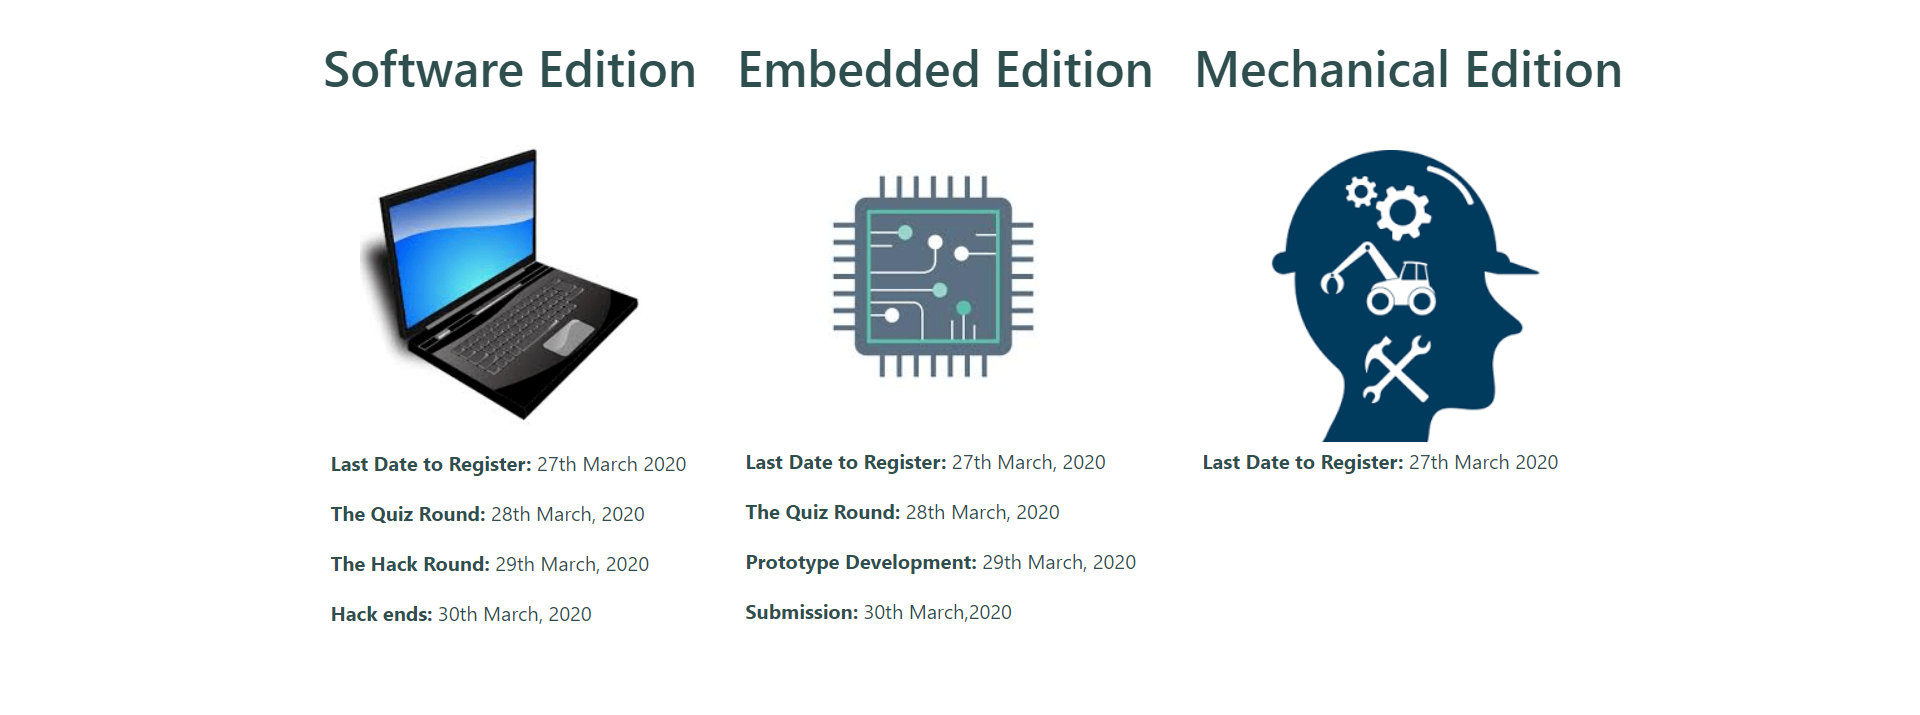 Software Edition
Last Date to Register: 27th March 2020
The Quiz Round: 28th March, 2020
The Hack Round: 29th March, 2020
Hack ends: 30th March, 2020
Embedded Edition
Last Date to Register: 27th March, 2020
The Quiz Round: 28th March, 2020
Prototype Development: 29th March, 2020
Submission: 30th March,2020
Mechanical Edition
Last Date to Register: 27th March 2020